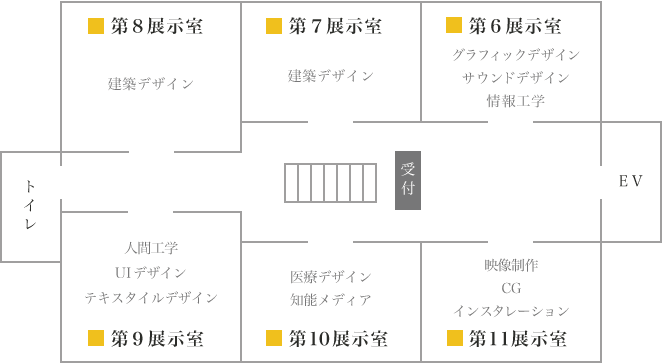 第8展示室
建築デザイン
第7展示室
建築デザイン
第6展示室
グラフィックデザイン
サウンドデザイン
情報工学
トイレ
受付
EV
人間工学
UIデザイン
テキスタイルデザイン
第9展示室
医療デザイン
知能メディア
第10展示室
映像制作
CG
インスタレーション
第11展示室